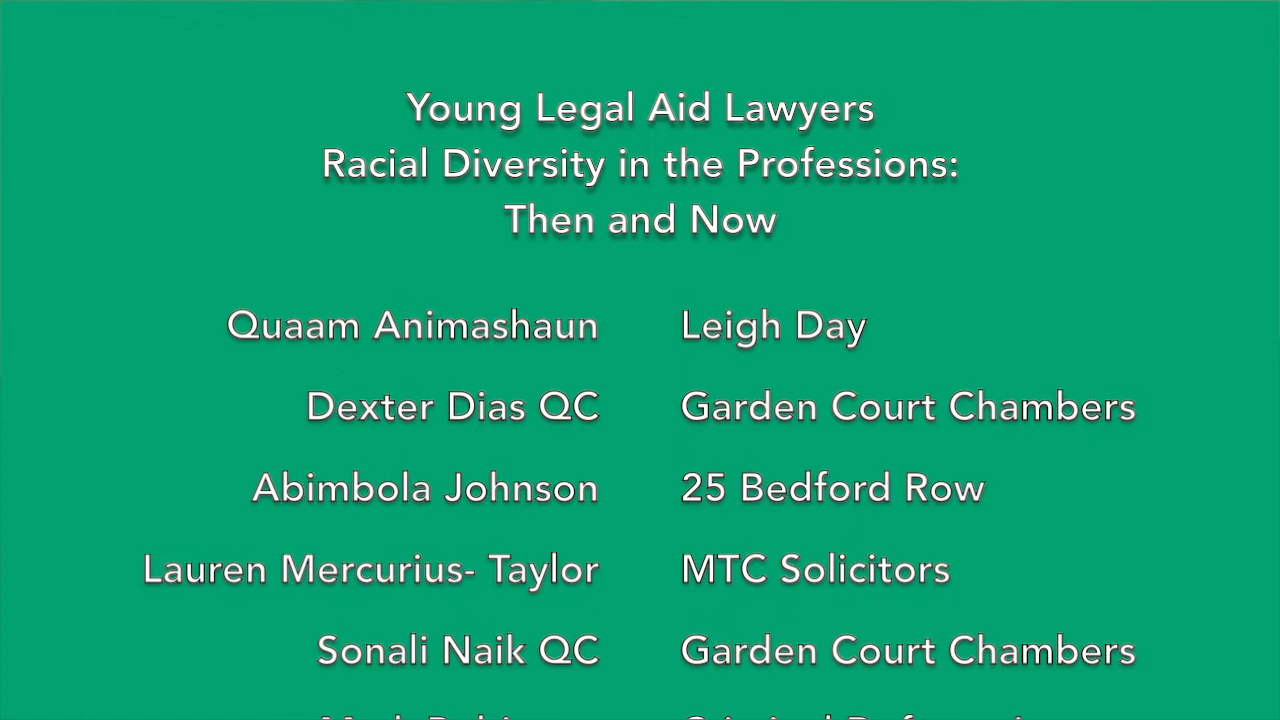 Young Legal Aid Lawyers
Racial Diversity in the Professions:
Then and Now
Quaam Animashaun Leigh Day
Dexter Dias QC Garden Court Chambers
Abimbola Johnson 25 Bedford Row
Lauren Mercurius- Taylor MTC Solicitors
Sonali Naik QC Garden Court Chambers